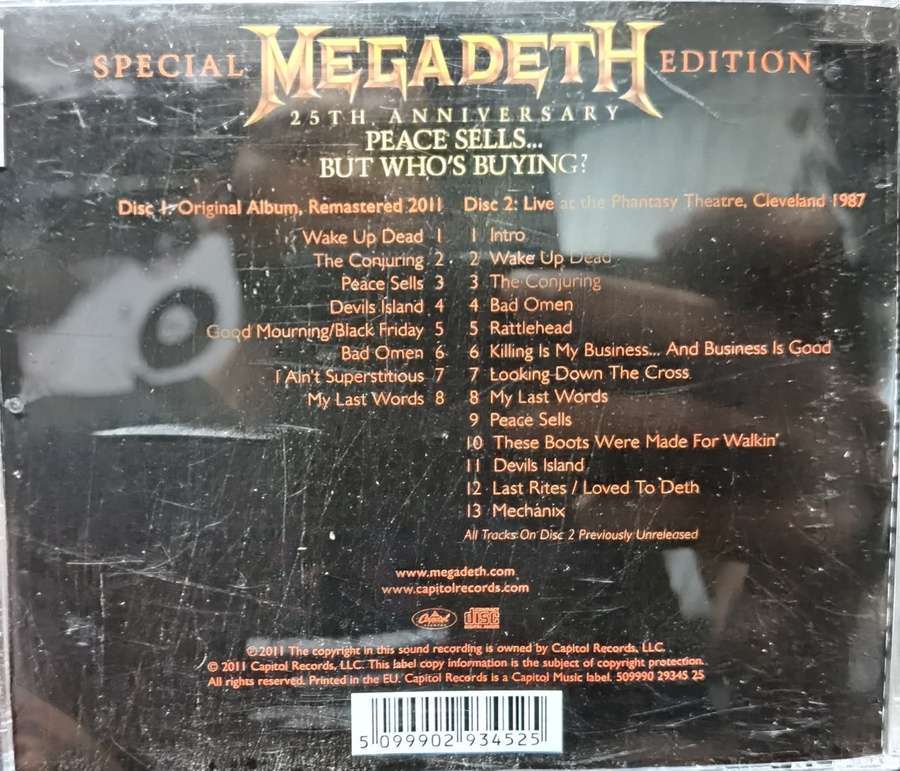 SPECIAL MEGADETH EDITION
25TH ANNIVERSARY
PEACE SELLS...
BUT WHO'S BUYING?
Disc 1: Original Album, Remastered 2011
Wake Up Dead 1
The Conjuring 2
Peace Sells 3
Devils Island 4
Good Mourning/Black Friday 5
Bad Omen 6
I Ain't Superstitious 7
My Last Words 8
Disc 2: Live at the Phantasy Theatre, Cleveland 1987
1 Intro
2 Wake Up Dead
3 The Conjuring
4 Bad Omen
5 Rattlehead
6 Killing Is My Business... And Business Is Good
7 Looking Down The Cross
8 My Last Words
9 Peace Sells
10 These Boots Were Made For Walkin'
11 Devils Island
12 Last Rites / Loved To Deth
13 Mechanix
All Tracks On Disc 2 Previously Unreleased
www.megadeth.com
www.capitolrecords.com
Capitol
COMPACT
disc
DIGITAL AUDIO
℗ 2011 The copyright in this sound recording is owned by Capitol Records, LLC.
© 2011 Capitol Records, LLC. This label copy information is the subject of copyright protection.
All rights reserved. Printed in the EU. Capitol Records is a Capitol Music label. 509990 29345 25
5 099902 934525